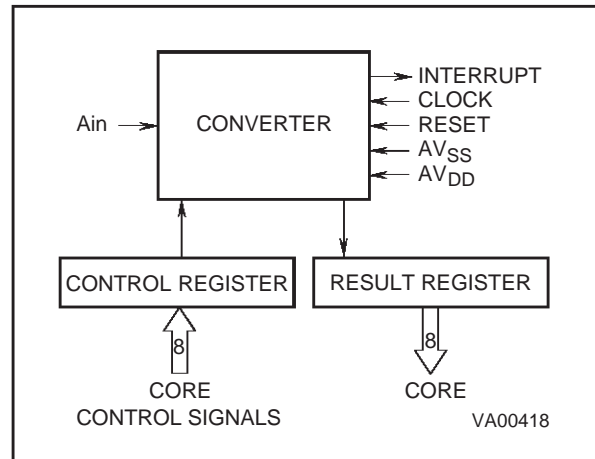 INTERRUPT
CLOCK
Ain
CONVERTER
RESET
AVSS
AVDD
CONTROL REGISTER
RESULT REGISTER
8
8
CORE
CONTROL SIGNALS
CORE
VA00418